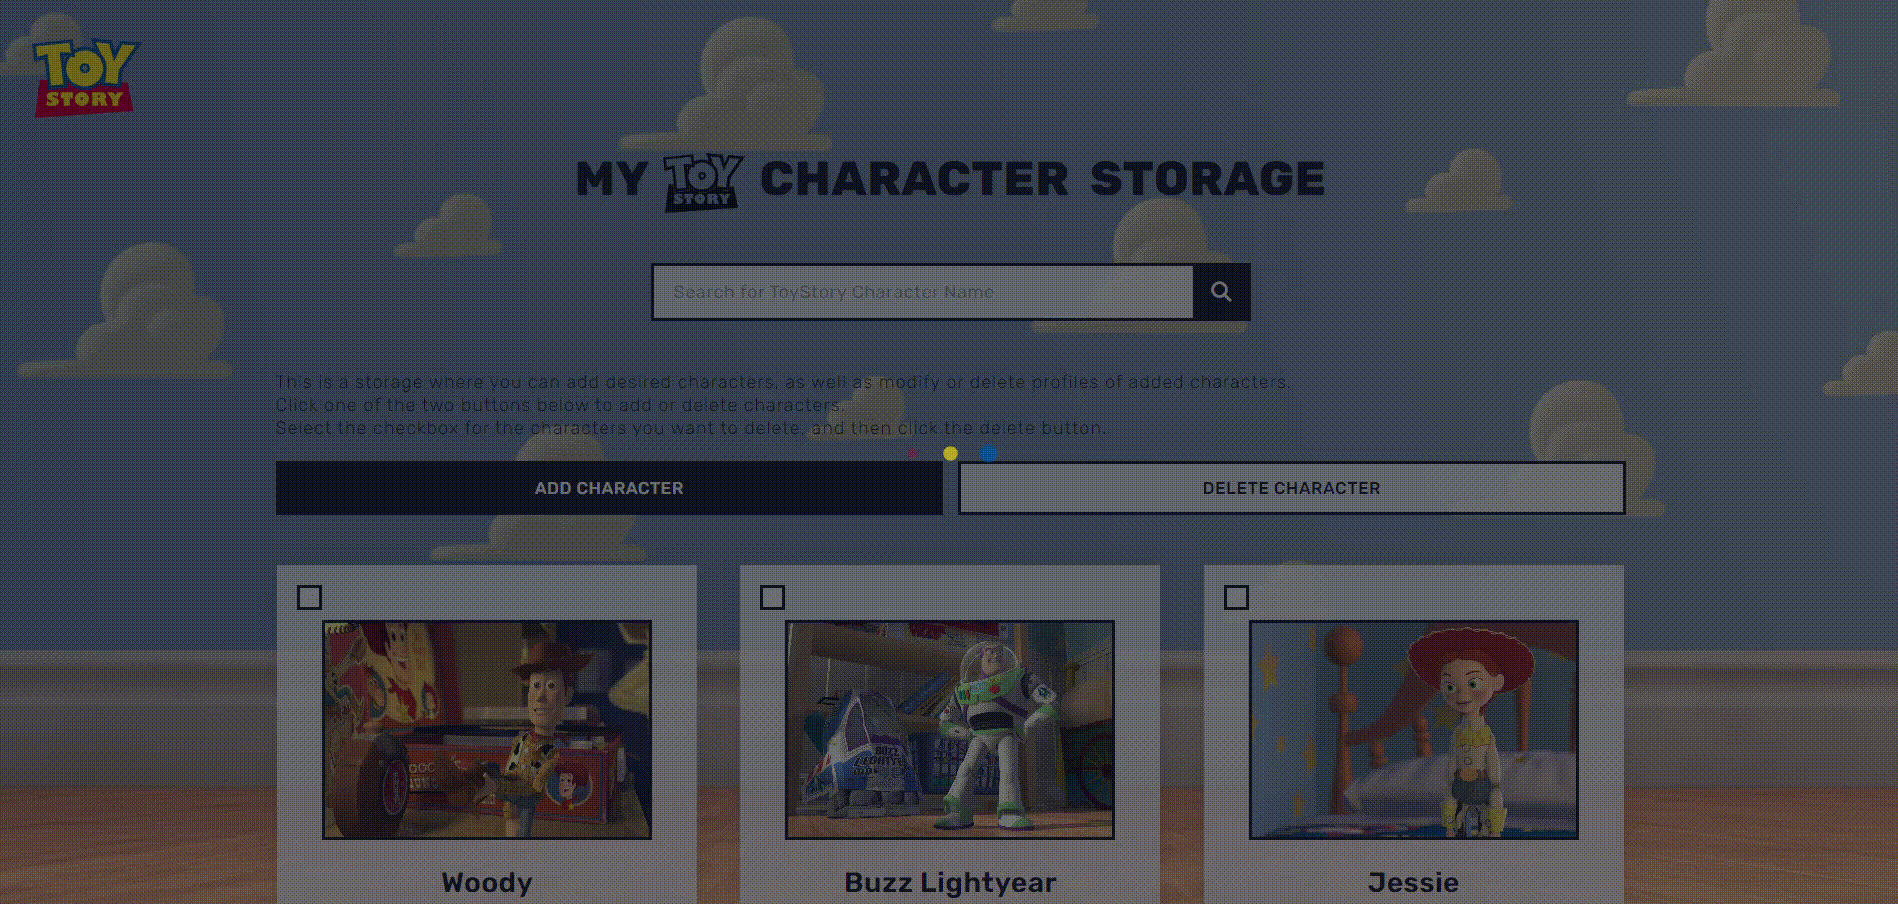 TOY
STORY
MY TOY STORY CHARACTER STORAGE
Search for ToyStory Character Name
This is a storage where you can add desired characters, as well as modify or delete profiles of added characters.
Click one of the two buttons below to add or delete characters.
Select the checkbox for the characters you want to delete, and then click the delete button.
ADD CHARACTER
DELETE CHARACTER
BUZZ
Woody
Buzz Lightyear
Jessie